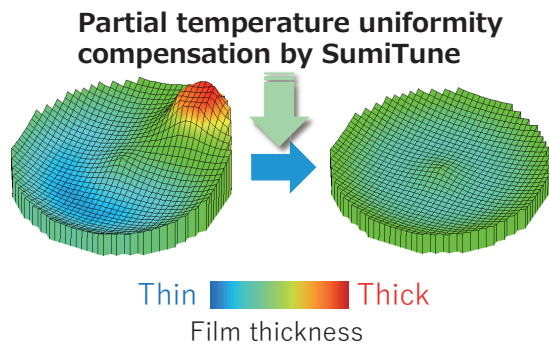 Partial temperature uniformity
compensation by SumiTune
Thin Thick
Film thickness